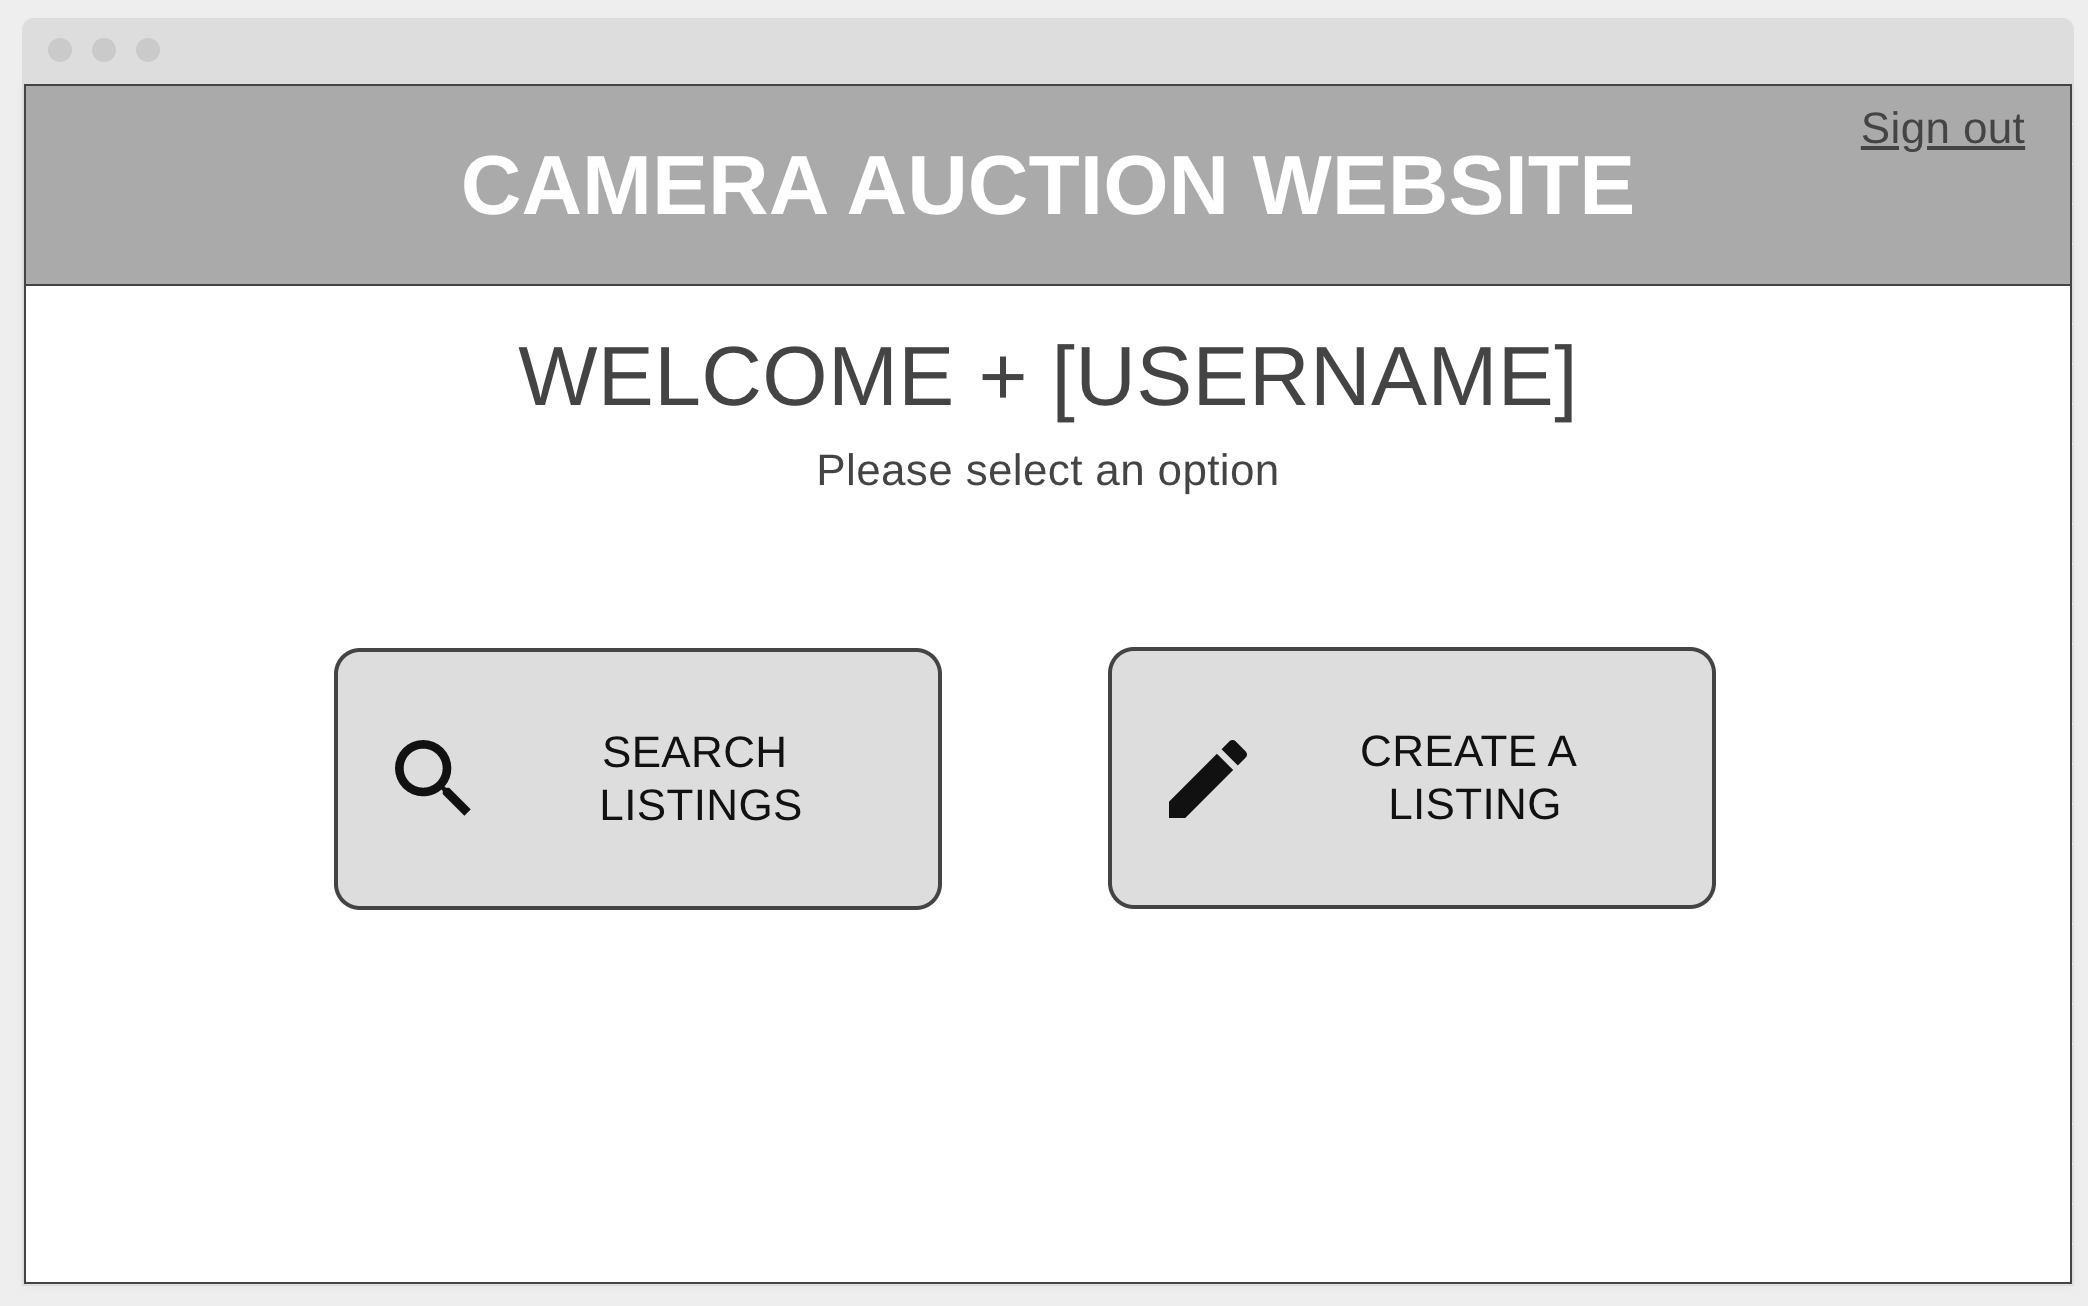 Sign out
CAMERA AUCTION WEBSITE
WELCOME + [USERNAME]
Please select an option
SEARCH
LISTINGS
CREATE A
LISTING